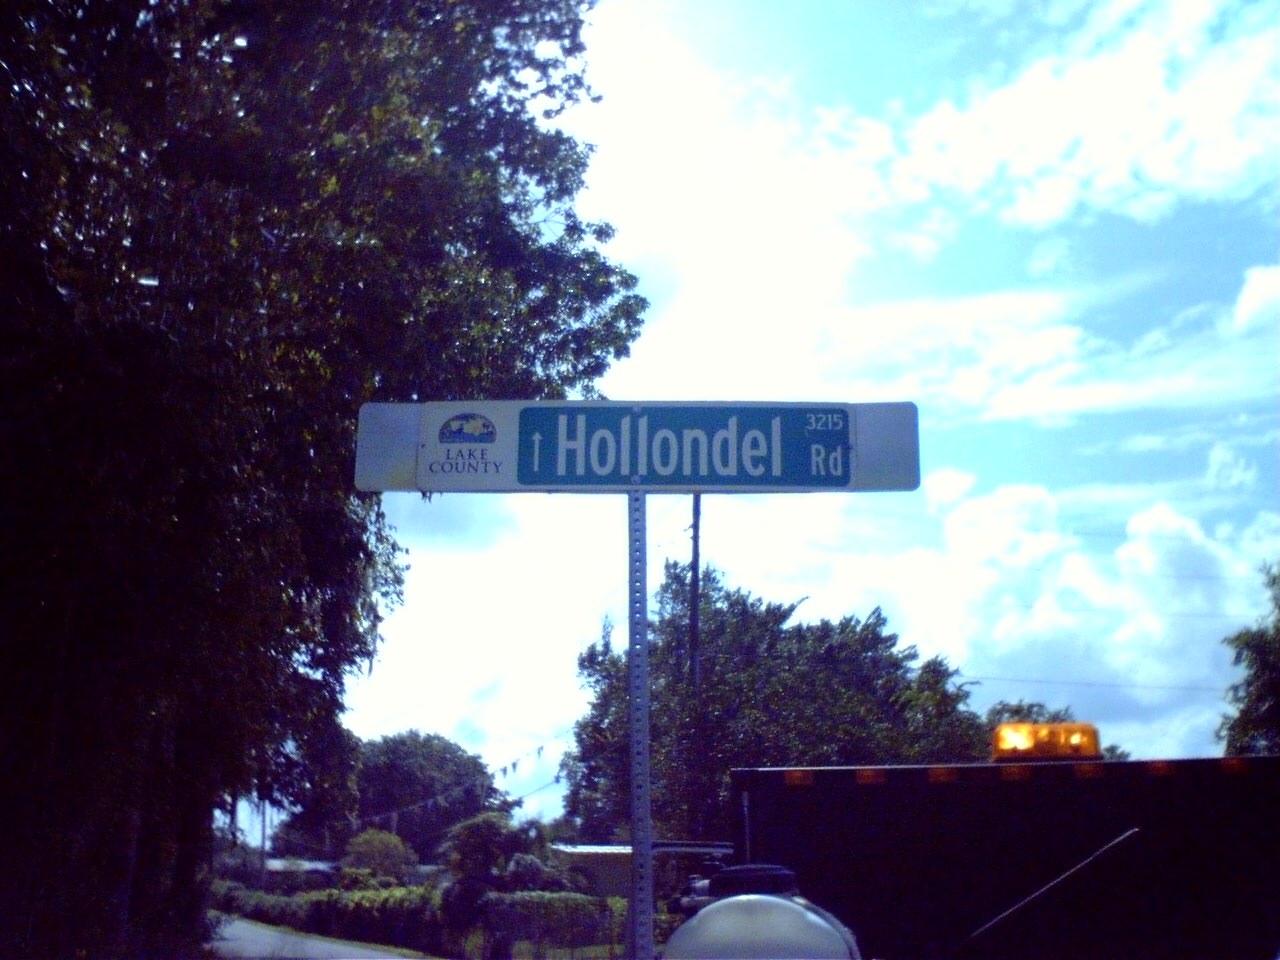 LAKE
COUNTY
↑ Hollondel
3215
Rd